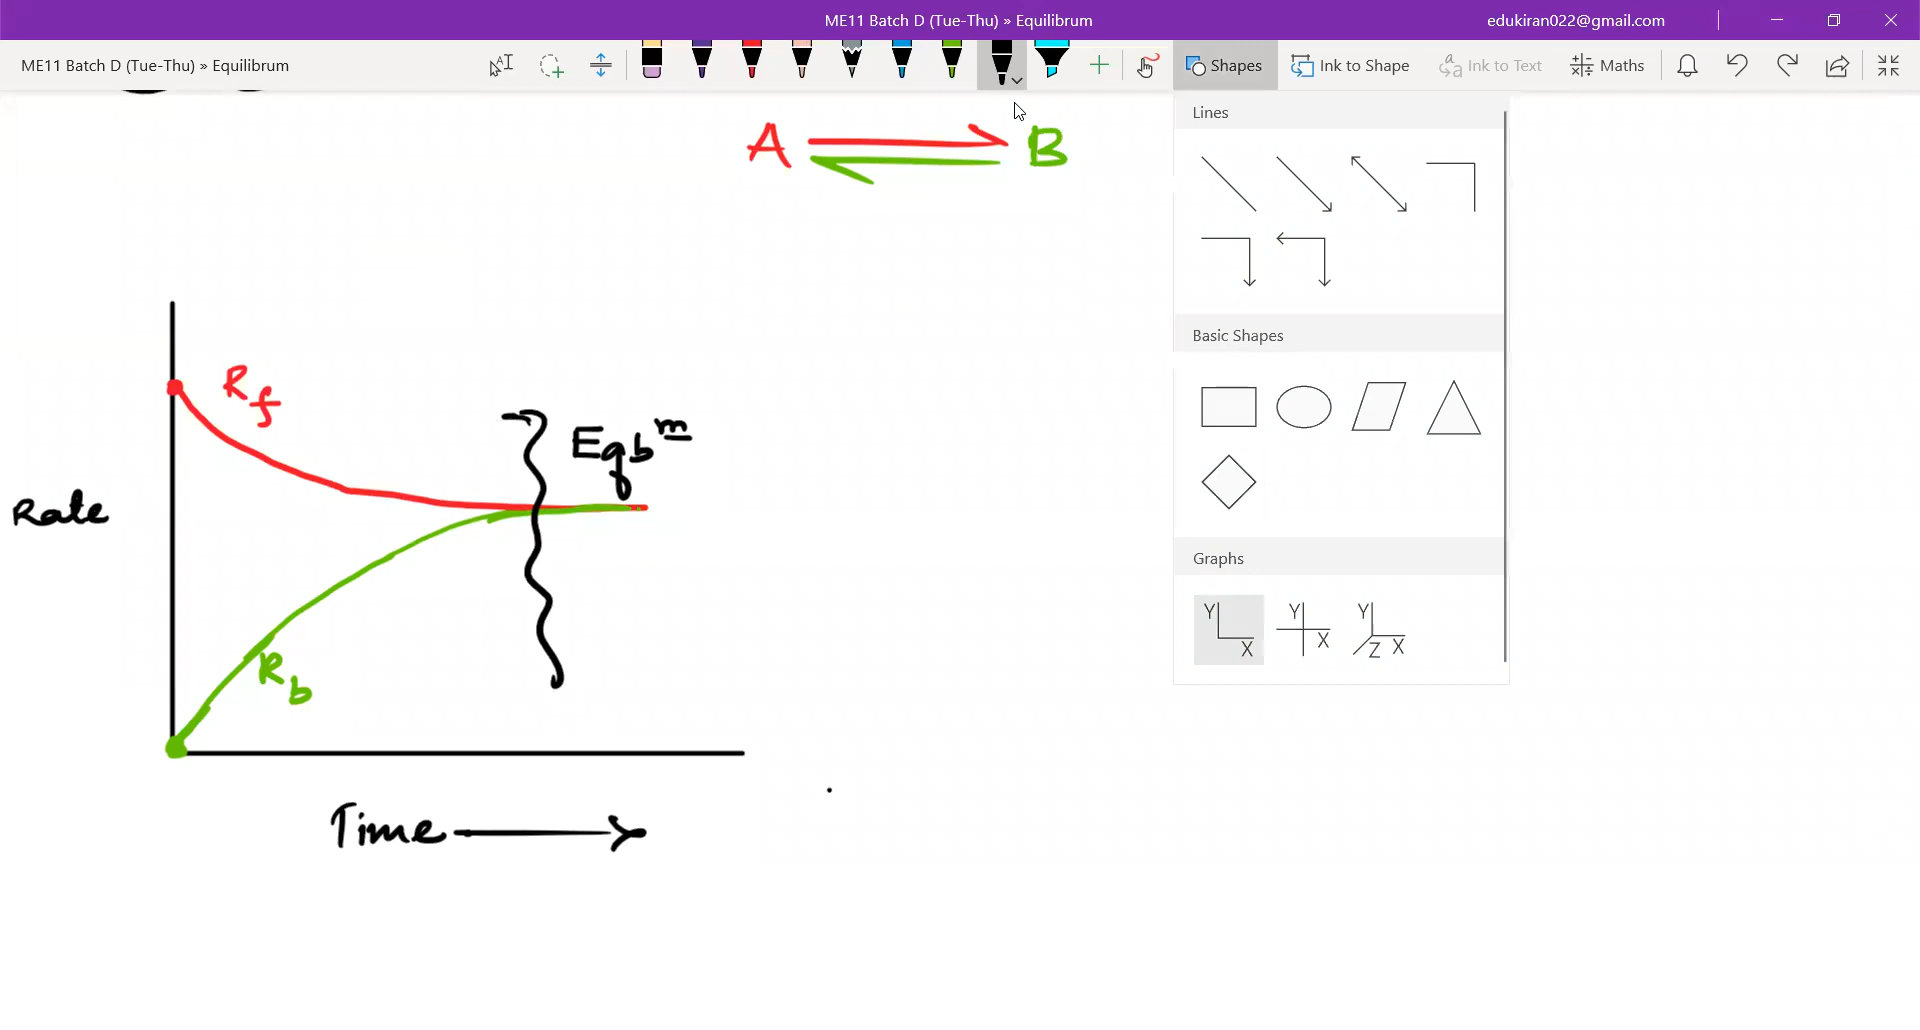 ME11 Batch D (Tue-Thu) » Equilibrum
edukiran022@gmail.com
ME11 Batch D (Tue-Thu) » Equilibrum
Shapes
Ink to Shape
Ink to Text
Maths
Lines
A B
Basic Shapes
Rf
Eqbm
Rate
Graphs
Y X
Y X
Y Z X
Rb
Time